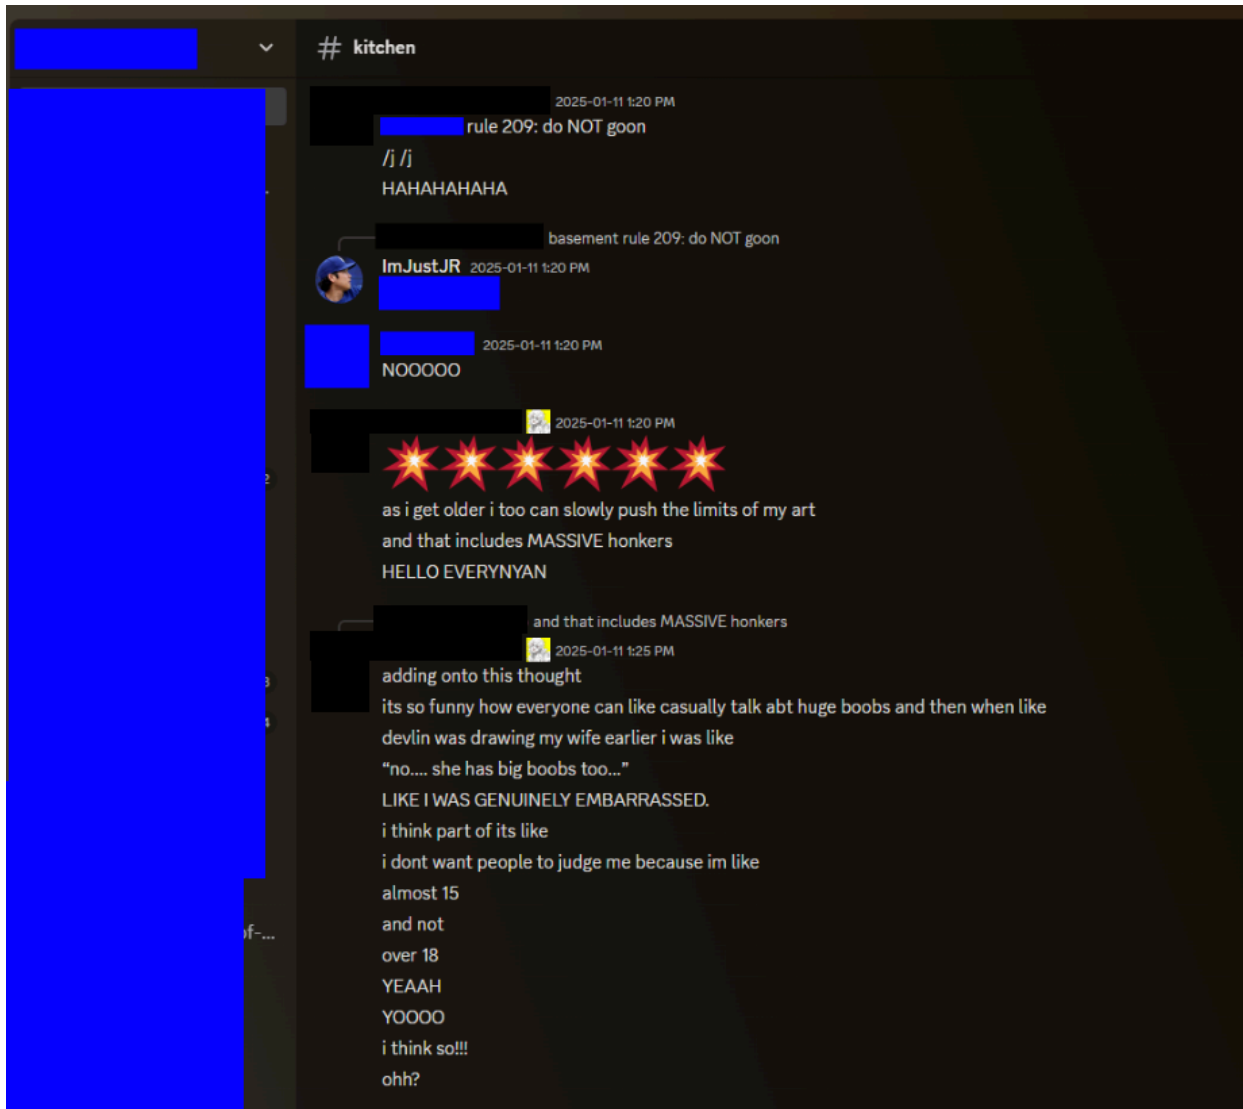 # kitchen
2025-01-11 1:20 PM
rule 209: do NOT goon
/j /j
HAHAHAHAHA
basement rule 209: do NOT goon
ImJustJR 2025-01-11 1:20 PM
2025-01-11 1:20 PM
NOOOOO
2025-01-11 1:20 PM
as i get older i too can slowly push the limits of my art
and that includes MASSIVE honkers
HELLO EVERYNYAN
and that includes MASSIVE honkers
2025-01-11 1:25 PM
adding onto this thought
its so funny how everyone can like casually talk abt huge boobs and then when like
devlin was drawing my wife earlier i was like
“no.... she has big boobs too...”
LIKE I WAS GENUINELY EMBARRASSED.
i think part of its like
i dont want people to judge me because im like
almost 15
and not
over 18
YEAAH
YOOOO
i think so!!!
ohh?